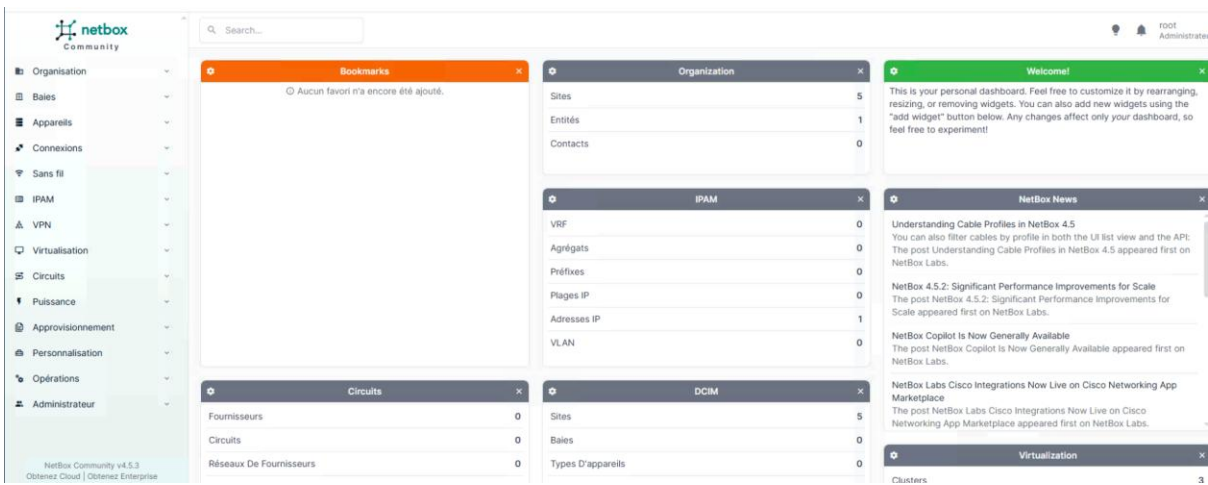 netbox
Community
Search...
root
Administrateu
Organisation
Baies
Appareils
Connexions
Sans fil
IPAM
VPN
Virtualisation
Circuits
Puissance
Approvisionnement
Personnalisation
Opérations
Administrateur
NetBox Community v4.5.3
Obtenez Cloud | Obtenez Enterprise
Bookmarks
Aucun favori n'a encore été ajouté.
Circuits
Fournisseurs 0
Circuits 0
Réseaux De Fournisseurs 0
Organization
Sites 5
Entités 1
Contacts 0
IPAM
VRF 0
Agrégats 0
Préfixes 0
Plages IP 0
Adresses IP 1
VLAN 0
DCIM
Sites 5
Baies 0
Types D'appareils 0
Welcome!
This is your personal dashboard. Feel free to customize it by rearranging,
resizing, or removing widgets. You can also add new widgets using the
"add widget" button below. Any changes affect only your dashboard, so
feel free to experiment!
NetBox News
Understanding Cable Profiles in NetBox 4.5
You can also filter cables by profile in both the UI list view and the API:
The post Understanding Cable Profiles in NetBox 4.5 appeared first on
NetBox Labs.
NetBox 4.5.2: Significant Performance Improvements for Scale
The post NetBox 4.5.2: Significant Performance Improvements for
Scale appeared first on NetBox Labs.
NetBox Copilot Is Now Generally Available
The post NetBox Copilot Is Now Generally Available appeared first on
NetBox Labs.
NetBox Labs Cisco Integrations Now Live on Cisco Networking App
Marketplace
The post NetBox Labs Cisco Integrations Now Live on Cisco
Networking App Marketplace appeared first on NetBox Labs.
Virtualization
Clusters 3